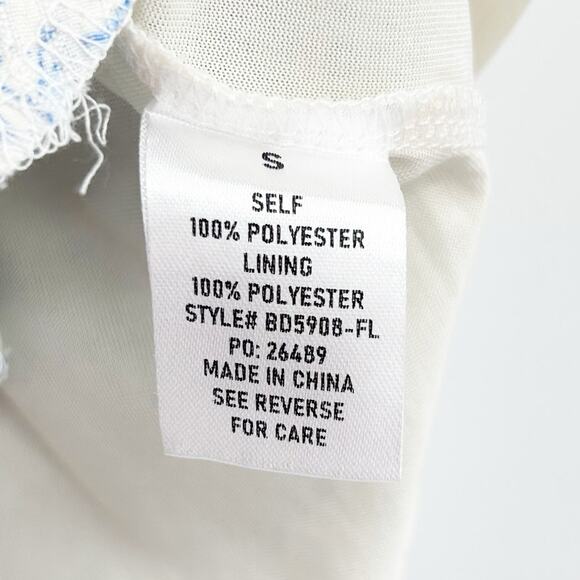 S
SELF
100% POLYESTER
LINING
100% POLYESTER
STYLE# BD5908-FL
PO: 26489
MADE IN CHINA
SEE REVERSE
FOR CARE